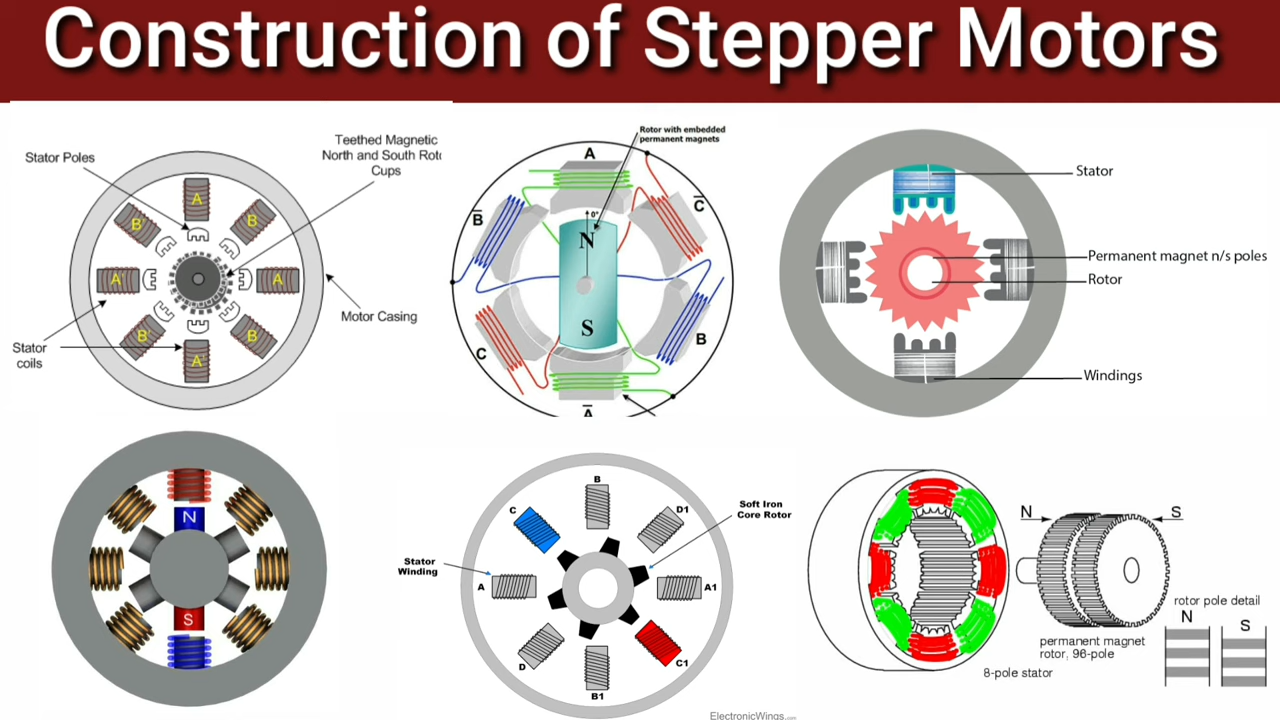 Construction of Stepper Motors
Stator Poles
Teethed Magnetic
North and South Roto
Cups
A
B
B
A
A
B
B
A
Motor Casing
Stator
coils
Rotor with embedded
permanent magnets
A
B̅
C̅
0°
N
S
C
B
A̅
Stator
Permanent magnet n/s poles
Rotor
Windings
N
S
B
C
D1
Soft Iron
Core Rotor
Stator
Winding
A
A1
D
C1
B1
ElectronicWings.com
N
S
rotor pole detail
N
S
permanent magnet
rotor, 96-pole
8-pole stator